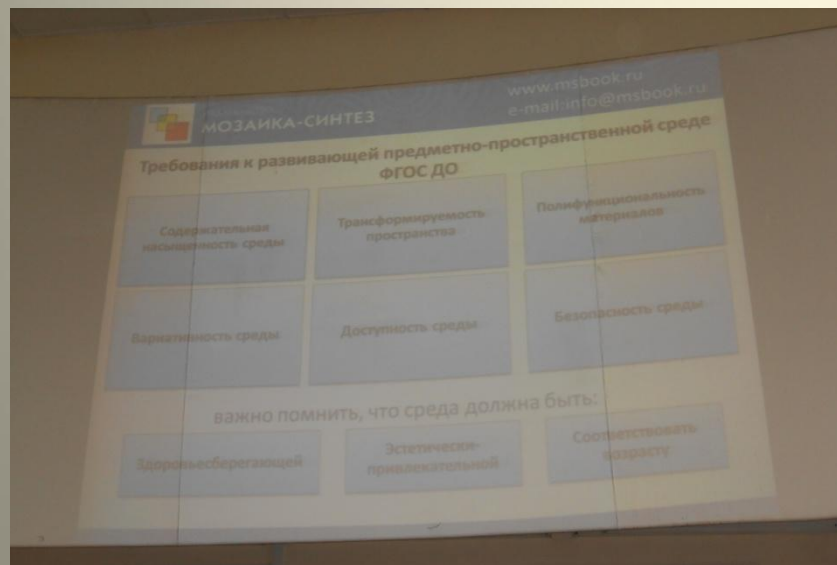 МОЗАИКА-СИНТЕЗ
www.msbook.ru
e-mail:info@msbook.ru
Требования к развивающей предметно-пространственной среде
ФГОС ДО
Содержательная
насыщенность среды
Трансформируемость
пространства
Полифункциональность
материалов
Вариативность среды
Доступность среды
Безопасность среды
важно помнить, что среда должна быть:
Здоровьесберегающей
Эстетически-
привлекательной
Соответствовать
возрасту